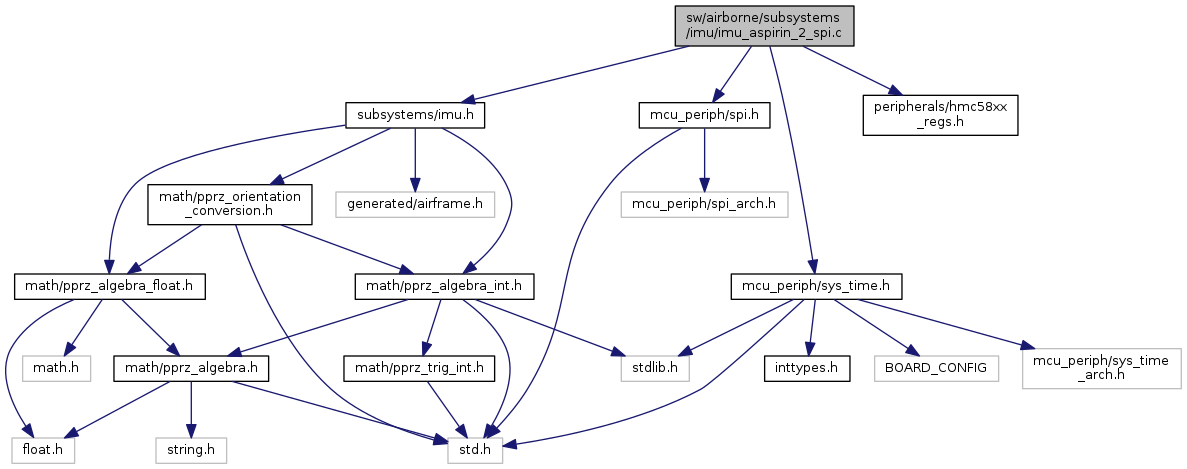 sw/airborne/subsystems
/imu/imu_aspirin_2_spi.c
subsystems/imu.h
mcu_periph/spi.h
peripherals/hmc58xx
_regs.h
math/pprz_orientation
_conversion.h
generated/airframe.h
mcu_periph/spi_arch.h
math/pprz_algebra_float.h
math/pprz_algebra_int.h
mcu_periph/sys_time.h
math.h
math/pprz_algebra.h
math/pprz_trig_int.h
stdlib.h
inttypes.h
BOARD_CONFIG
mcu_periph/sys_time
_arch.h
float.h
string.h
std.h